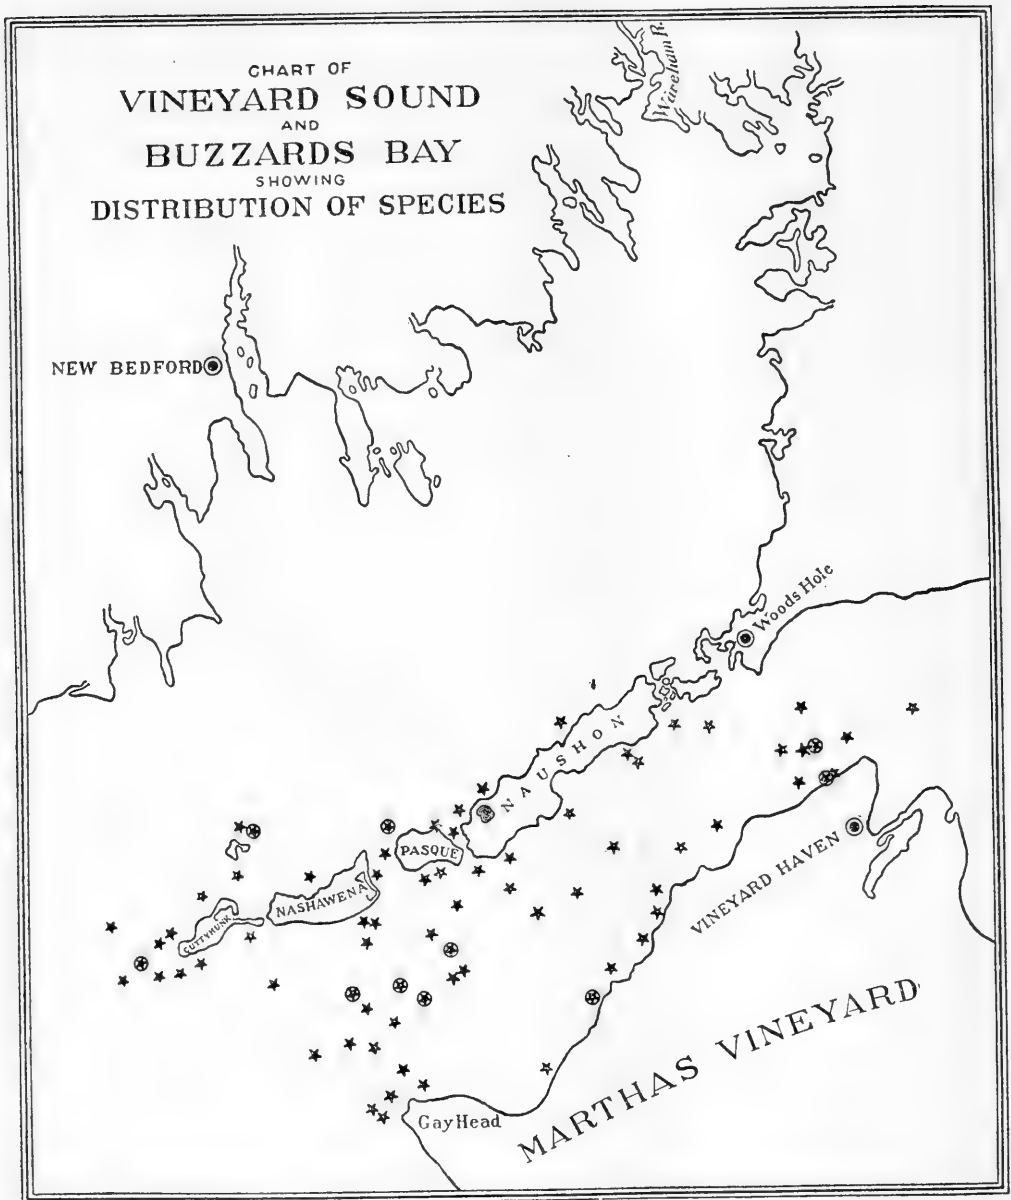 CHART OF
VINEYARD SOUND
AND
BUZZARDS BAY
SHOWING
DISTRIBUTION OF SPECIES
Wareham R.
NEW BEDFORD
Woods Hole
NAUSHON
PASQUE
NASHAWENA
CUTTYHUNK
VINEYARD HAVEN
MARTHAS VINEYARD
Gay Head